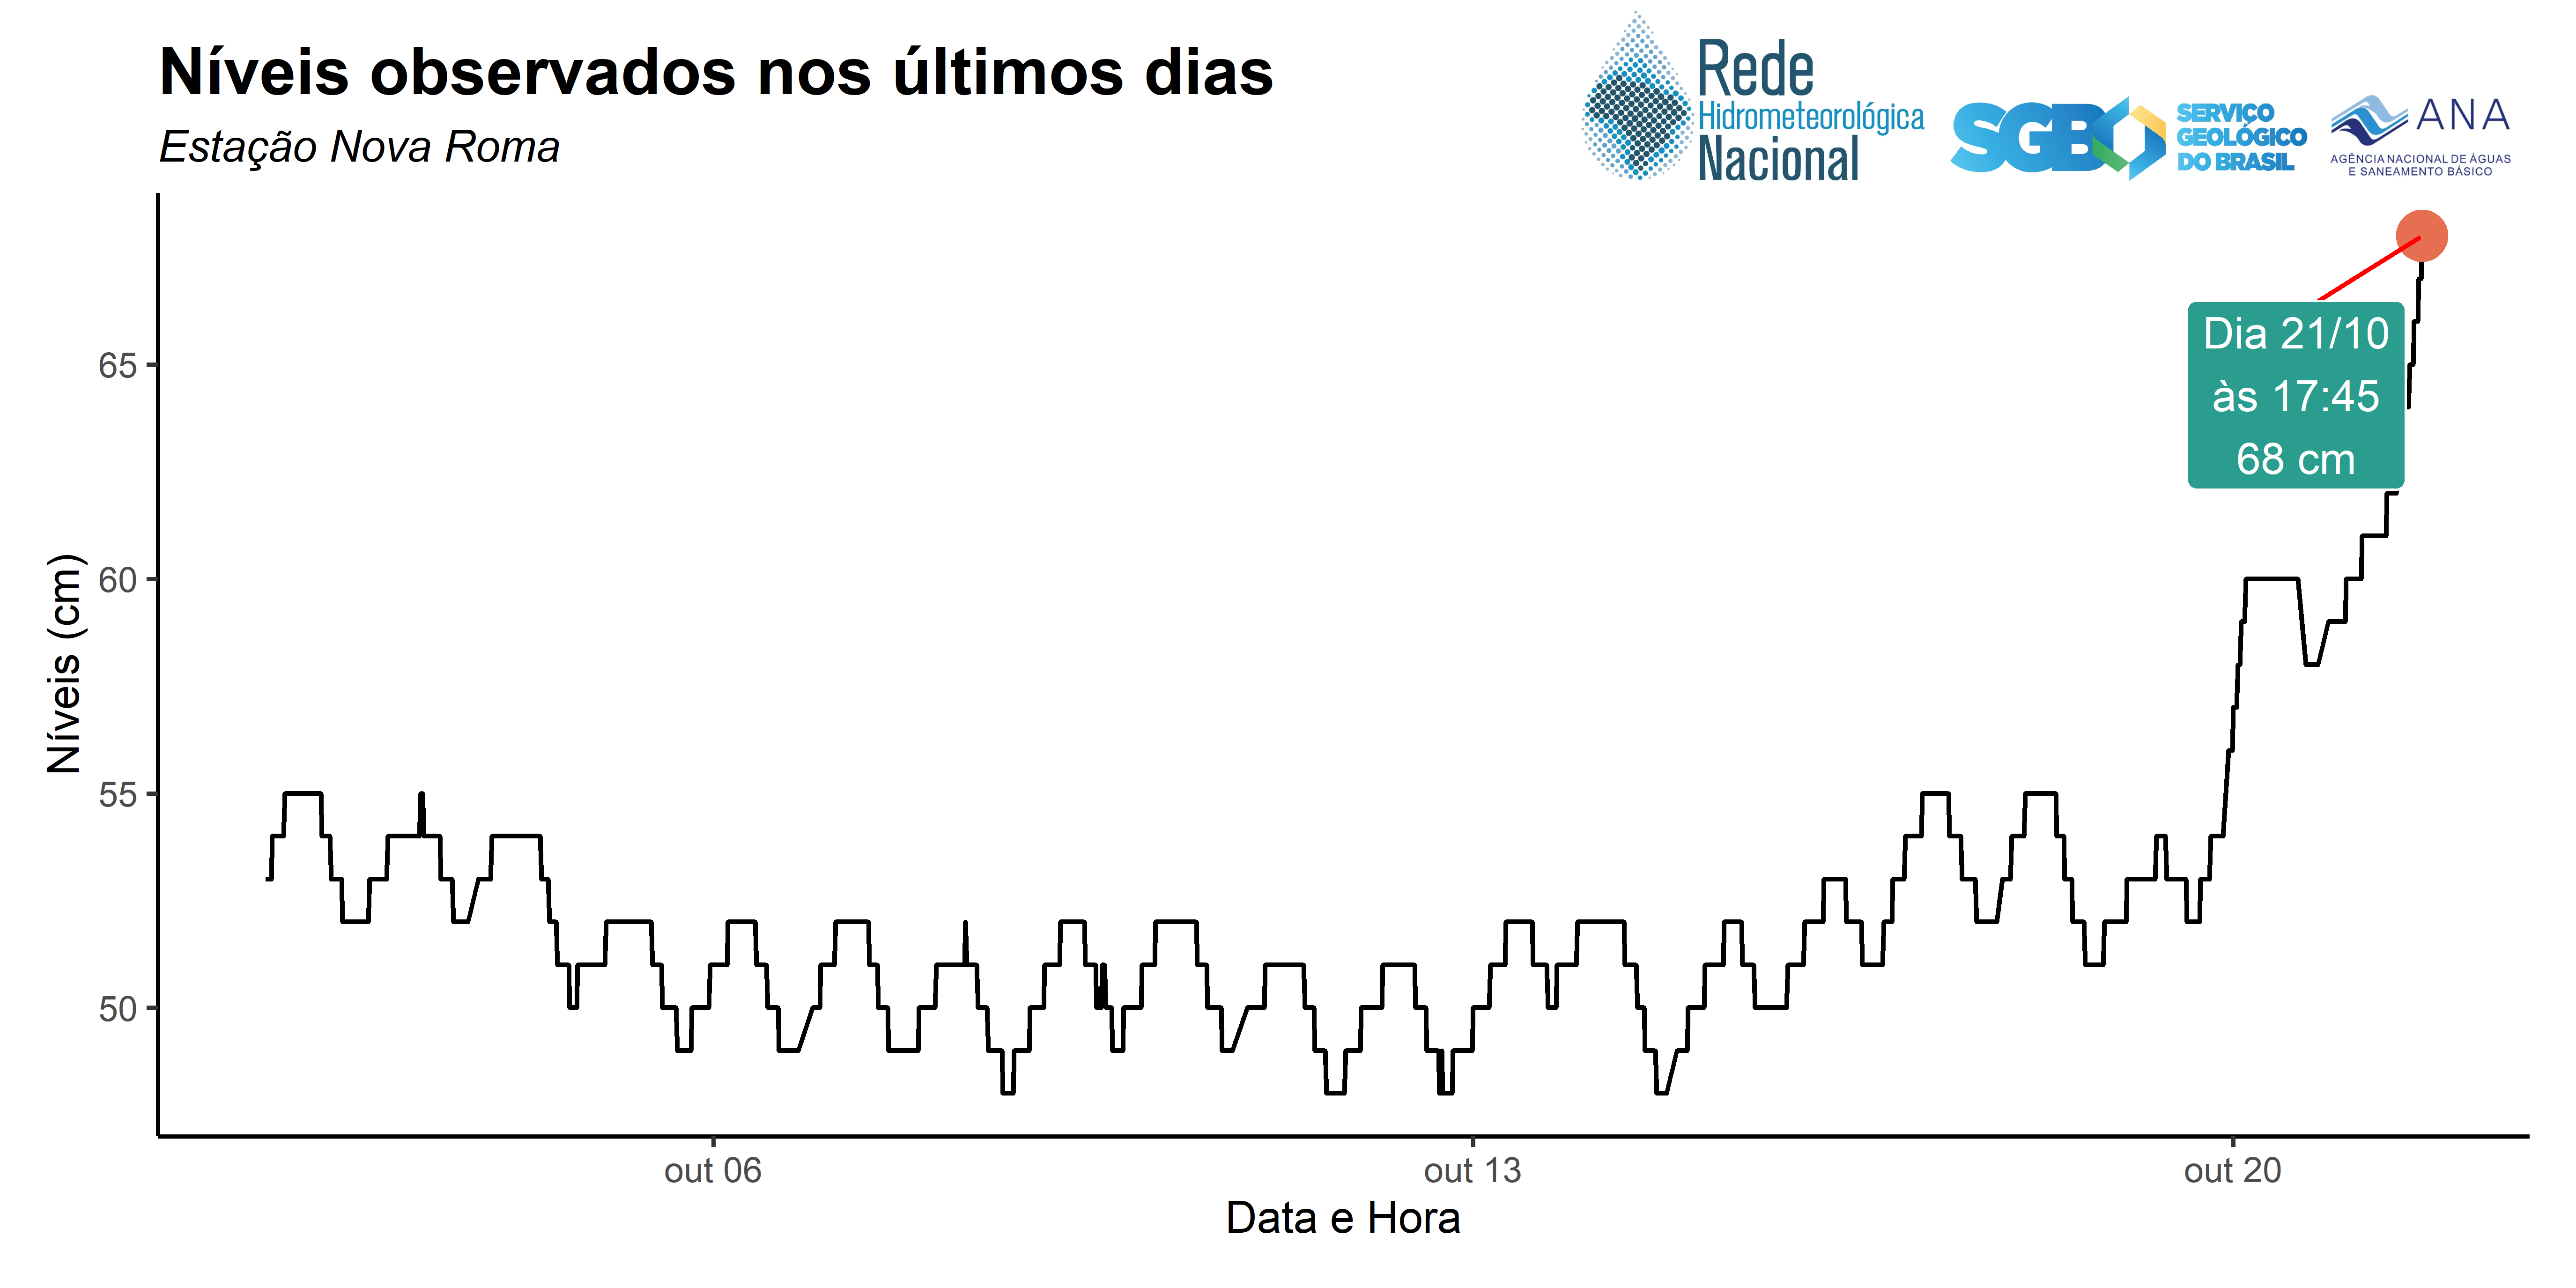 Níveis observados nos últimos dias
Estação Nova Roma
Rede
Hidrometeorológica
Nacional
SGB
SERVIÇO
GEOLÓGICO
DO BRASIL
ANA
AGÊNCIA NACIONAL DE ÁGUAS
E SANEAMENTO BÁSICO
Dia 21/10
às 17:45
68 cm
Níveis (cm)
65
60
55
50
out 06
out 13
out 20
Data e Hora